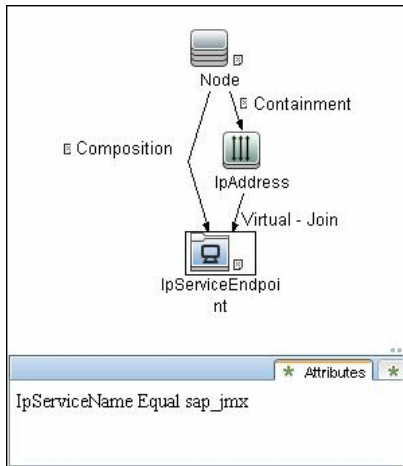 Node
Containment
Composition
IpAddress
Virtual - Join
IpServiceEndpoi
nt
Attributes
IpServiceName Equal sap_jmx